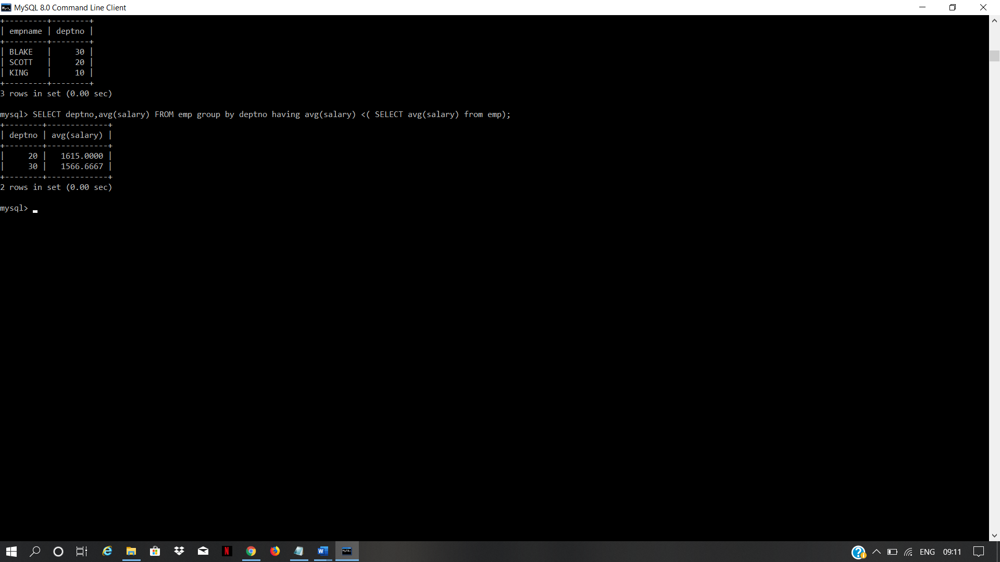 MySQL 8.0 Command Line Client
+---------+--------+
| empname | deptno |
+---------+--------+
| BLAKE   |     30 |
| SCOTT   |     20 |
| KING    |     10 |
+---------+--------+
3 rows in set (0.00 sec)
mysql> SELECT deptno,avg(salary) FROM emp group by deptno having avg(salary) <( SELECT avg(salary) from emp);
+--------+-------------+
| deptno | avg(salary) |
+--------+-------------+
|     20 |   1615.0000 |
|     30 |   1566.6667 |
+--------+-------------+
2 rows in set (0.00 sec)
mysql> _
ENG 09:11